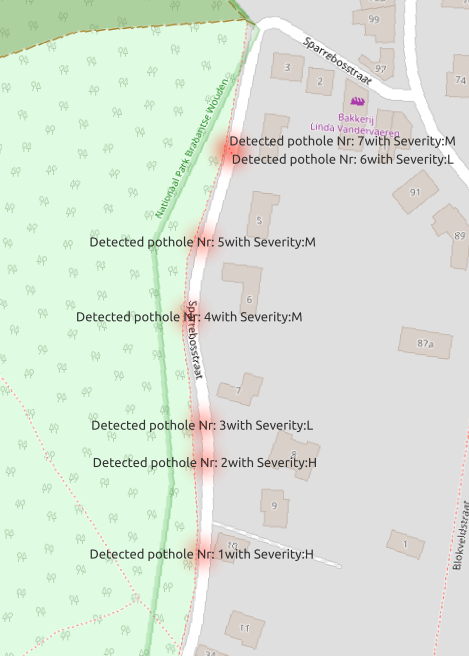 99
Sparrebosstraat
3
2
97
74
Bakkerij
Linda Vandervaeren
Nationaal Park Brabantse Wouden
Detected pothole Nr: 7with Severity:M
Detected pothole Nr: 6with Severity:L
91
5
89
Detected pothole Nr: 5with Severity:M
6
Detected pothole Nr: 4with Severity:M
Sparrebosstraat
87a
7
Detected pothole Nr: 3with Severity:L
8
Detected pothole Nr: 2with Severity:H
9
Blokveldstraat
10
1
Detected pothole Nr: 1with Severity:H
11